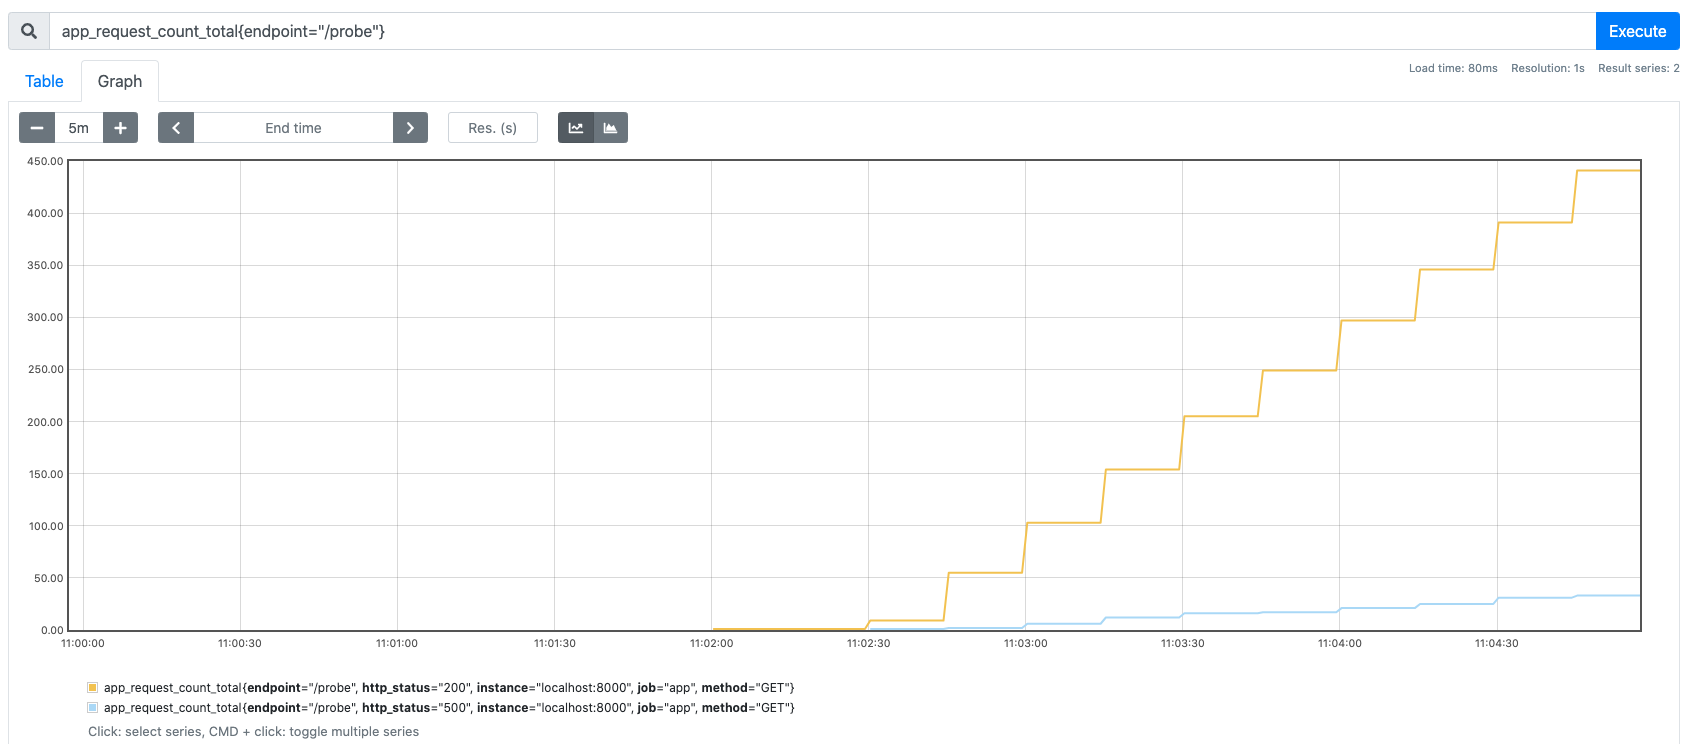 app_request_count_total{endpoint="/probe"}
Execute
Table
Graph
Load time: 80ms Resolution: 1s Result series: 2
5m
End time
Res. (s)
450.00
400.00
350.00
300.00
250.00
200.00
150.00
100.00
50.00
0.00
11:00:00 11:00:30 11:01:00 11:01:30 11:02:00 11:02:30 11:03:00 11:03:30 11:04:00 11:04:30
app_request_count_total{endpoint="/probe", http_status="200", instance="localhost:8000", job="app", method="GET"}
app_request_count_total{endpoint="/probe", http_status="500", instance="localhost:8000", job="app", method="GET"}
Click: select series, CMD + click: toggle multiple series